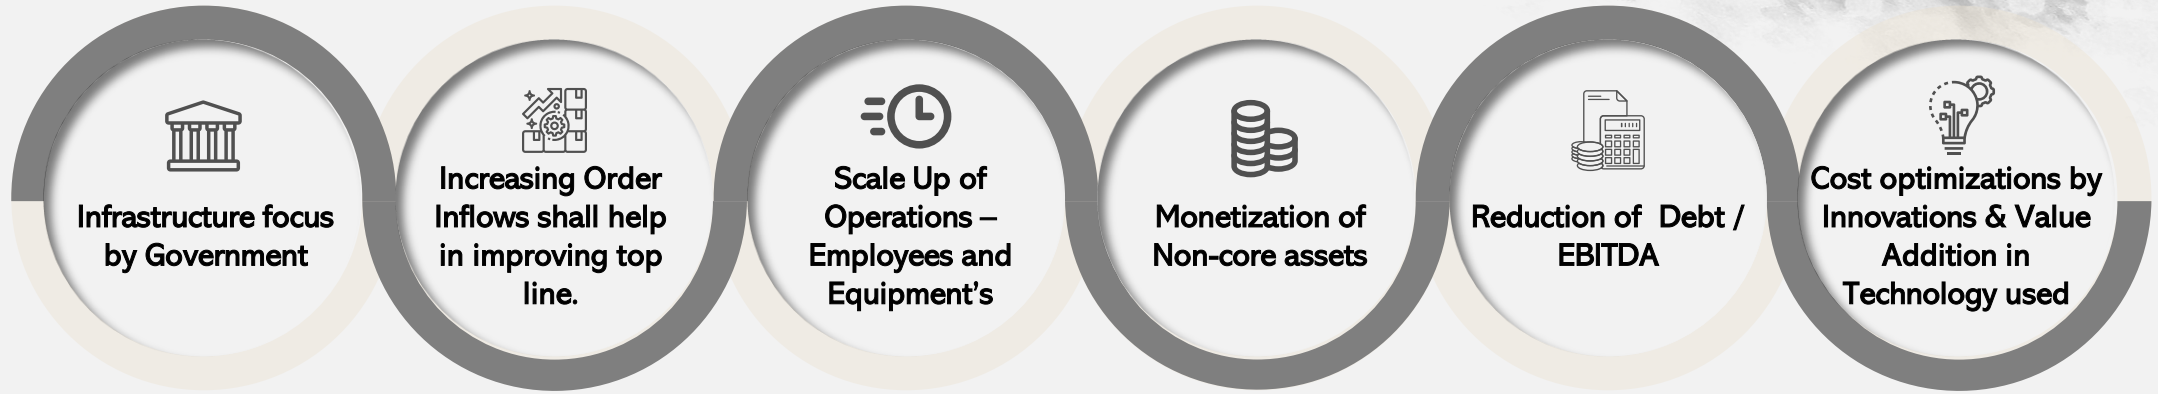 Infrastructure focus
by Government
Increasing Order
Inflows shall help
in improving top
line.
Scale Up of
Operations –
Employees and
Equipment’s
Monetization of
Non-core assets
Reduction of  Debt /
EBITDA
Cost optimizations by
Innovations & Value
Addition in
Technology used